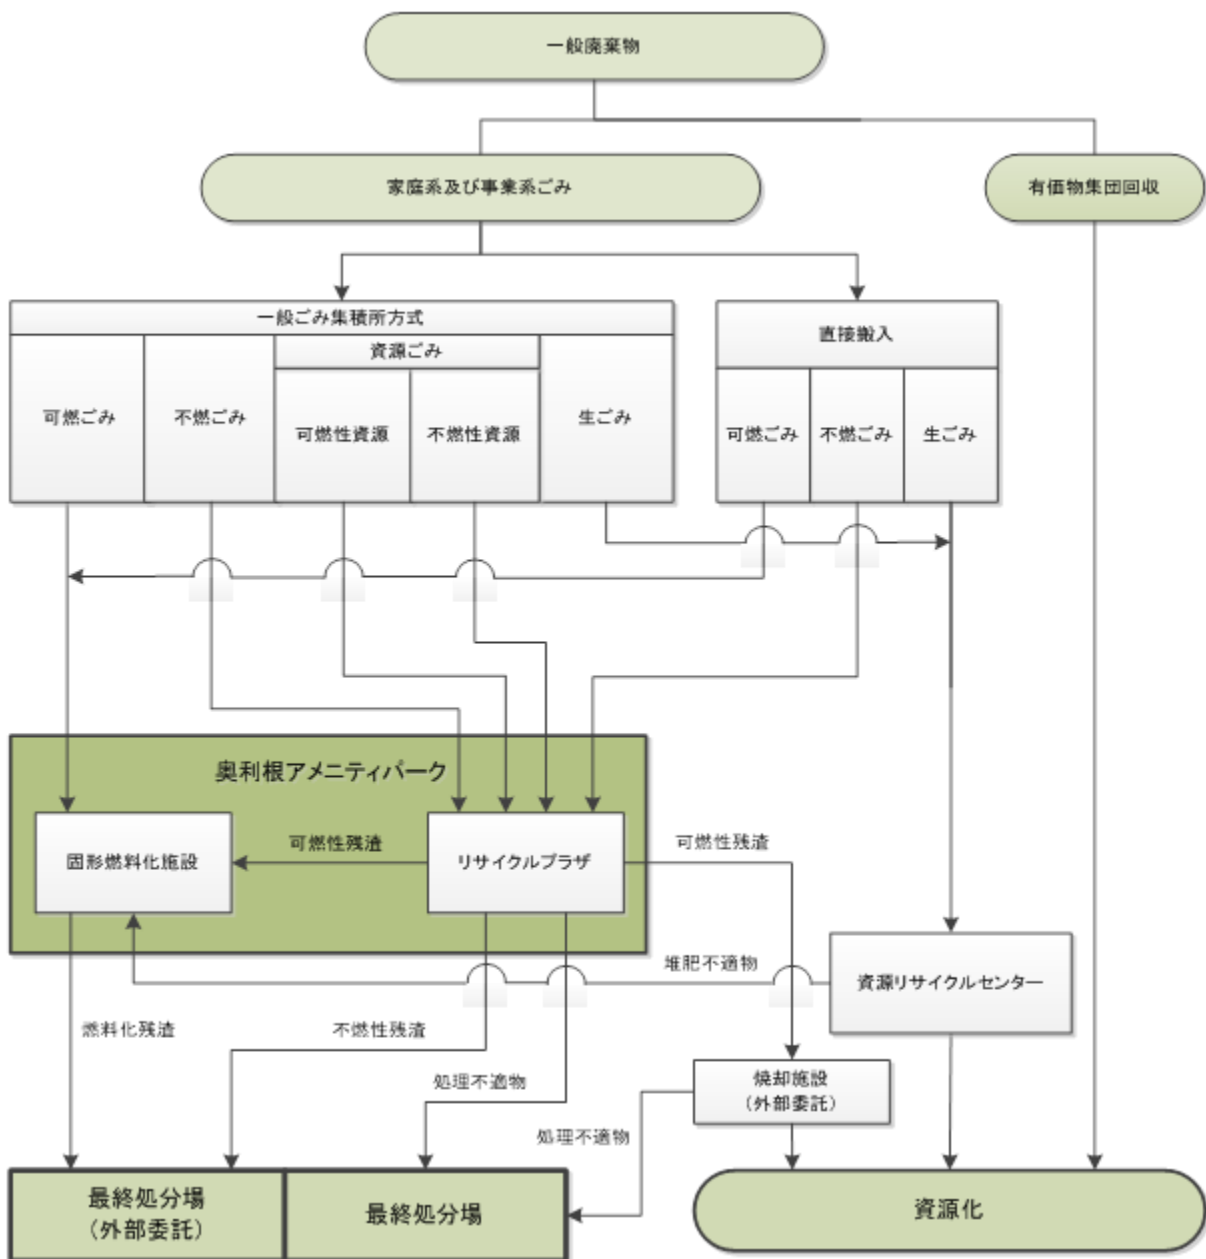 一般廃棄物
家庭系及び事業系ごみ
有価物集団回収
一般ごみ集積所方式
直接搬入
資源ごみ
可燃ごみ
不燃ごみ
可燃性資源
不燃性資源
生ごみ
可燃ごみ
不燃ごみ
生ごみ
奥利根アメニティパーク
固形燃料化施設
可燃性残渣
リサイクルプラザ
可燃性残渣
堆肥不適物
資源リサイクルセンター
燃料化残渣
不燃性残渣
処理不適物
焼却施設
(外部委託)
処理不適物
最終処分場
(外部委託)
最終処分場
資源化